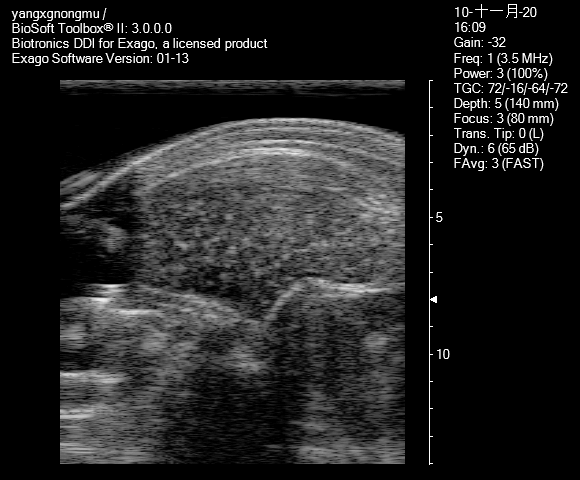 yangxgnongmu /
BioSoft Toolbox® II: 3.0.0.0
Biotronics DDI for Exago, a licensed product
Exago Software Version: 01-13
10-十一月-20
16:09
Gain: -32
Freq: 1 (3.5 MHz)
Power: 3 (100%)
TGC: 72/-16/-64/-72
Depth: 5 (140 mm)
Focus: 3 (80 mm)
Trans. Tip: 0 (L)
Dyn.: 6 (65 dB)
FAvg: 3 (FAST)
5
10